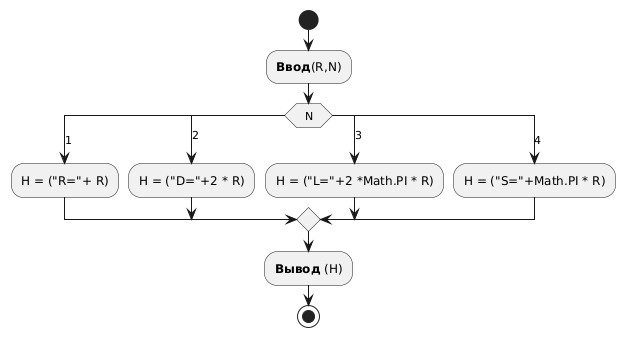 Ввод(R,N)
N
1
2
3
4
H = ("R="+ R)
H = ("D="+2 * R)
H = ("L="+2 *Math.PI * R)
H = ("S="+Math.PI * R)
Вывод (H)